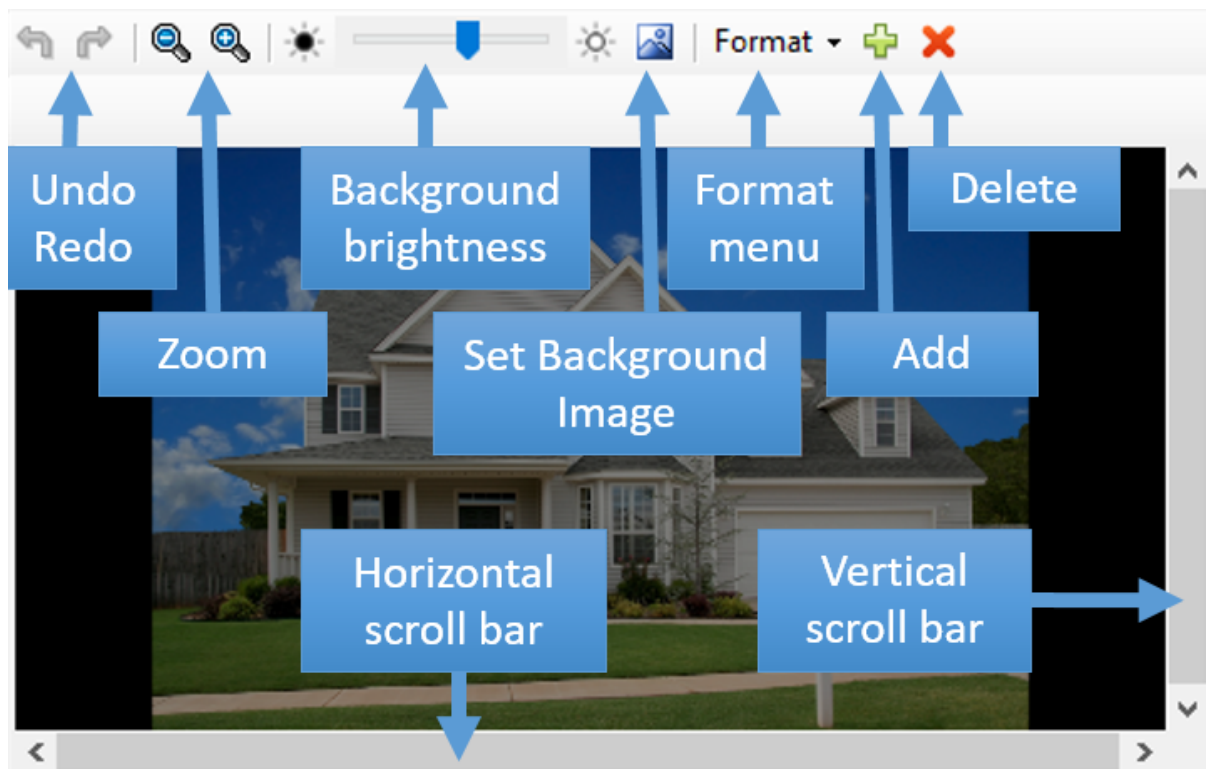 Format
Undo
Redo
Background
brightness
Format
menu
Delete
Zoom
Set Background
Image
Add
Horizontal
scroll bar
Vertical
scroll bar